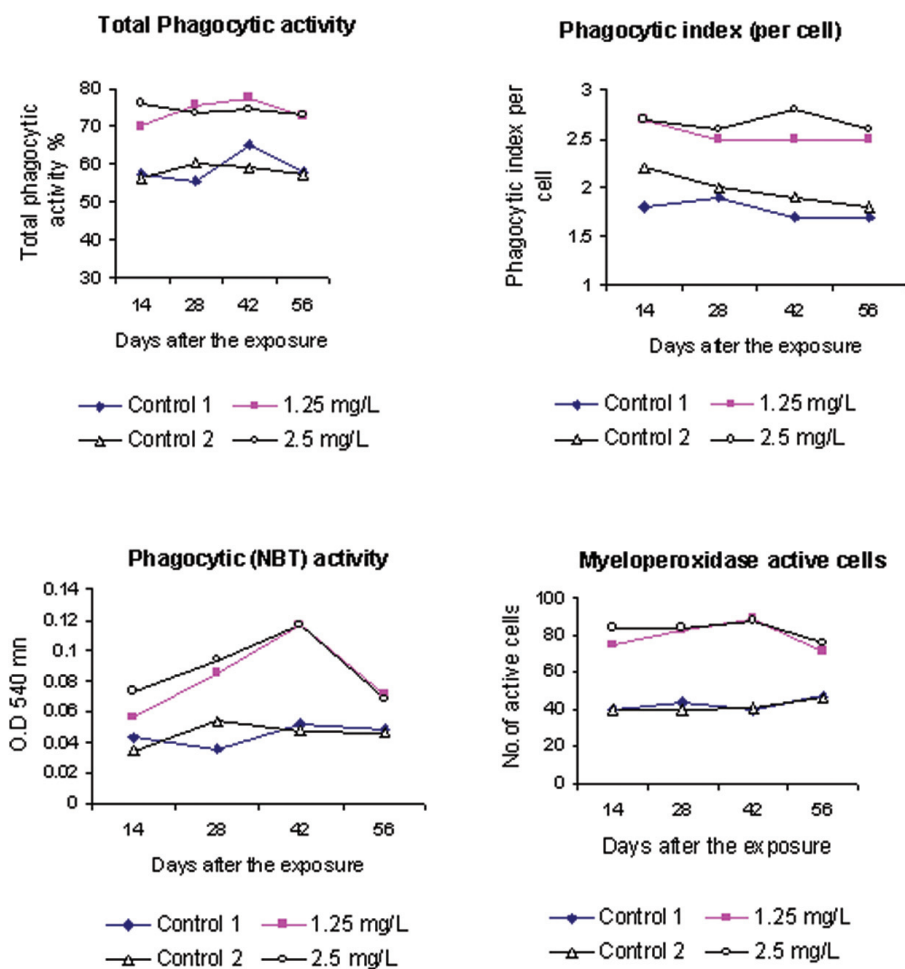 Total Phagocytic activity
Total phagocytic
activity %
80
70
60
50
40
30
14 28 42 56
Days after the exposure
Control 1 1.25 mg/L
Control 2 2.5 mg/L
Phagocytic index (per cell)
Phagocytic index per
cell
3
2.5
2
1.5
1
14 28 42 56
Days ater the exposure
Control 1 1.25 mg/L
Control 2 2.5 mg/L
Phagocytic (NBT) activity
O.D 540 mn
0.14
0.12
0.1
0.08
0.06
0.04
0.02
0
14 28 42 56
Days after the exposure
Control 1 1.25 mg/L
Control 2 2.5 mg/L
Myeloperoxidase active cells
No.of active cells
100
80
60
40
20
0
14 28 42 56
Days after the exposure
Control 1 1.25 mg/L
Control 2 2.5 mg/L